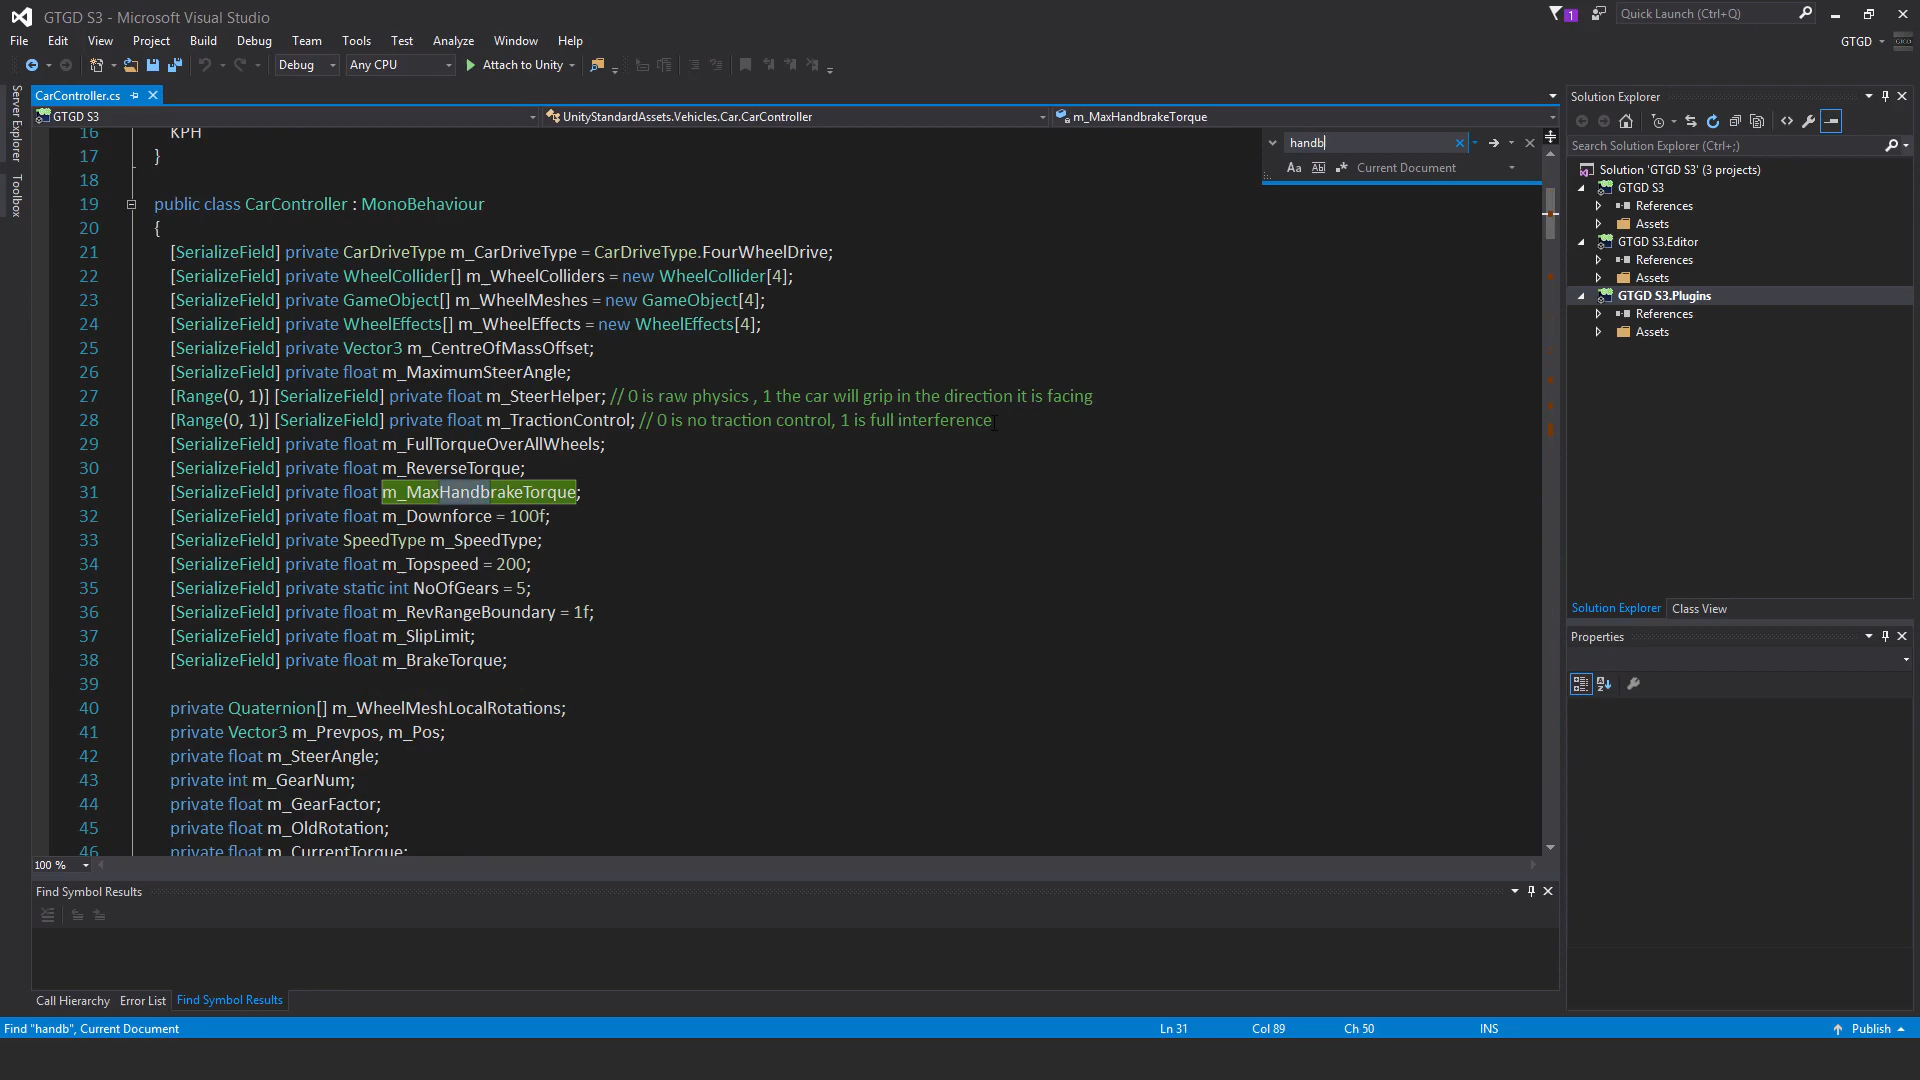 GTGD S3 - Microsoft Visual Studio
1
Quick Launch (Ctrl+Q)
File Edit View Project Build Debug Team Tools Test Analyze Window Help
GTGD
Debug Any CPU Attach to Unity
Server Explorer
Toolbox
CarController.cs
GTGD S3 UnityStandardAssets.Vehicles.Car.CarController m_MaxHandbrakeTorque
handb
Aa Current Document
16 KPH
17 }
18
19 public class CarController : MonoBehaviour
20 {
21 [SerializeField] private CarDriveType m_CarDriveType = CarDriveType.FourWheelDrive;
22 [SerializeField] private WheelCollider[] m_WheelColliders = new WheelCollider[4];
23 [SerializeField] private GameObject[] m_WheelMeshes = new GameObject[4];
24 [SerializeField] private WheelEffects[] m_WheelEffects = new WheelEffects[4];
25 [SerializeField] private Vector3 m_CentreOfMassOffset;
26 [SerializeField] private float m_MaximumSteerAngle;
27 [Range(0, 1)] [SerializeField] private float m_SteerHelper; // 0 is raw physics , 1 the car will grip in the direction it is facing
28 [Range(0, 1)] [SerializeField] private float m_TractionControl; // 0 is no traction control, 1 is full interference
29 [SerializeField] private float m_FullTorqueOverAllWheels;
30 [SerializeField] private float m_ReverseTorque;
31 [SerializeField] private float m_MaxHandbrakeTorque;
32 [SerializeField] private float m_Downforce = 100f;
33 [SerializeField] private SpeedType m_SpeedType;
34 [SerializeField] private float m_Topspeed = 200;
35 [SerializeField] private static int NoOfGears = 5;
36 [SerializeField] private float m_RevRangeBoundary = 1f;
37 [SerializeField] private float m_SlipLimit;
38 [SerializeField] private float m_BrakeTorque;
39
40 private Quaternion[] m_WheelMeshLocalRotations;
41 private Vector3 m_Prevpos, m_Pos;
42 private float m_SteerAngle;
43 private int m_GearNum;
44 private float m_GearFactor;
45 private float m_OldRotation;
46 private float m_CurrentTorque;
100 %
Find Symbol Results
Call Hierarchy Error List Find Symbol Results
Find "handb", Current Document Ln 31 Col 89 Ch 50 INS Publish
Solution Explorer
Search Solution Explorer (Ctrl+;)
Solution 'GTGD S3' (3 projects)
GTGD S3
References
Assets
GTGD S3.Editor
References
Assets
GTGD S3.Plugins
References
Assets
Solution Explorer Class View
Properties